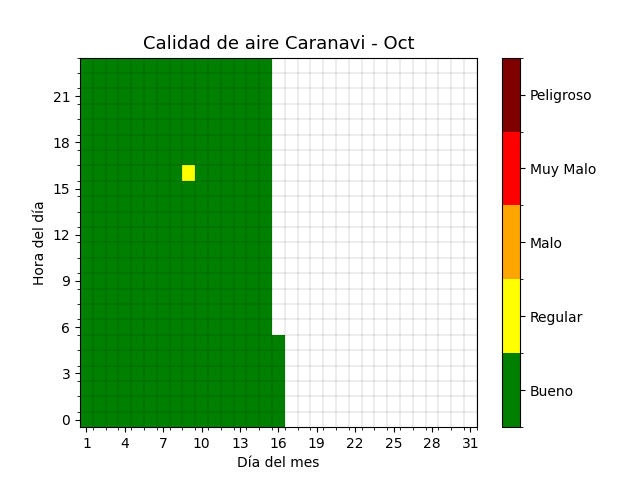 Calidad de aire Caranavi - Oct
Hora del día
21
18
15
12
9
6
3
0
1 4 7 10 13 16 19 22 25 28 31
Día del mes
Peligroso
Muy Malo
Malo
Regular
Bueno